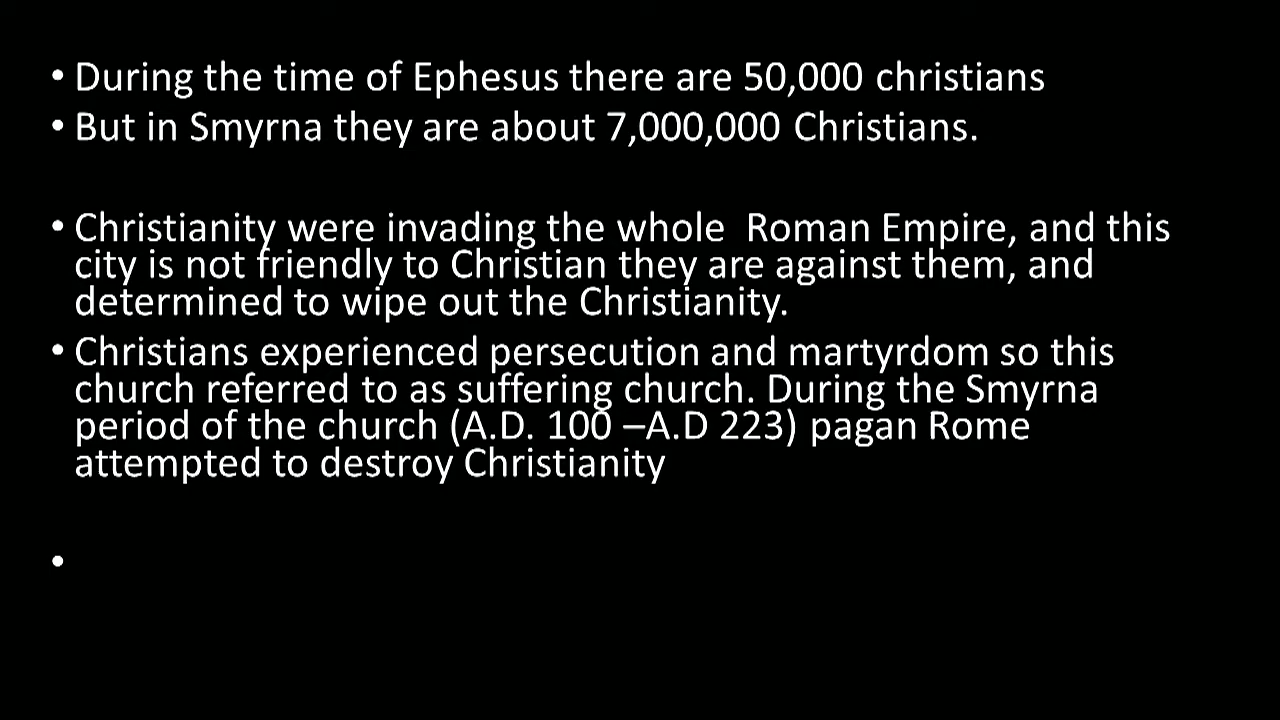 • During the time of Ephesus there are 50,000 christians
• But in Smyrna they are about 7,000,000 Christians.
• Christianity were invading the whole  Roman Empire, and this
city is not friendly to Christian they are against them, and
determined to wipe out the Christianity.
• Christians experienced persecution and martyrdom so this
church referred to as suffering church. During the Smyrna
period of the church (A.D. 100 –A.D 223) pagan Rome
attempted to destroy Christianity
•